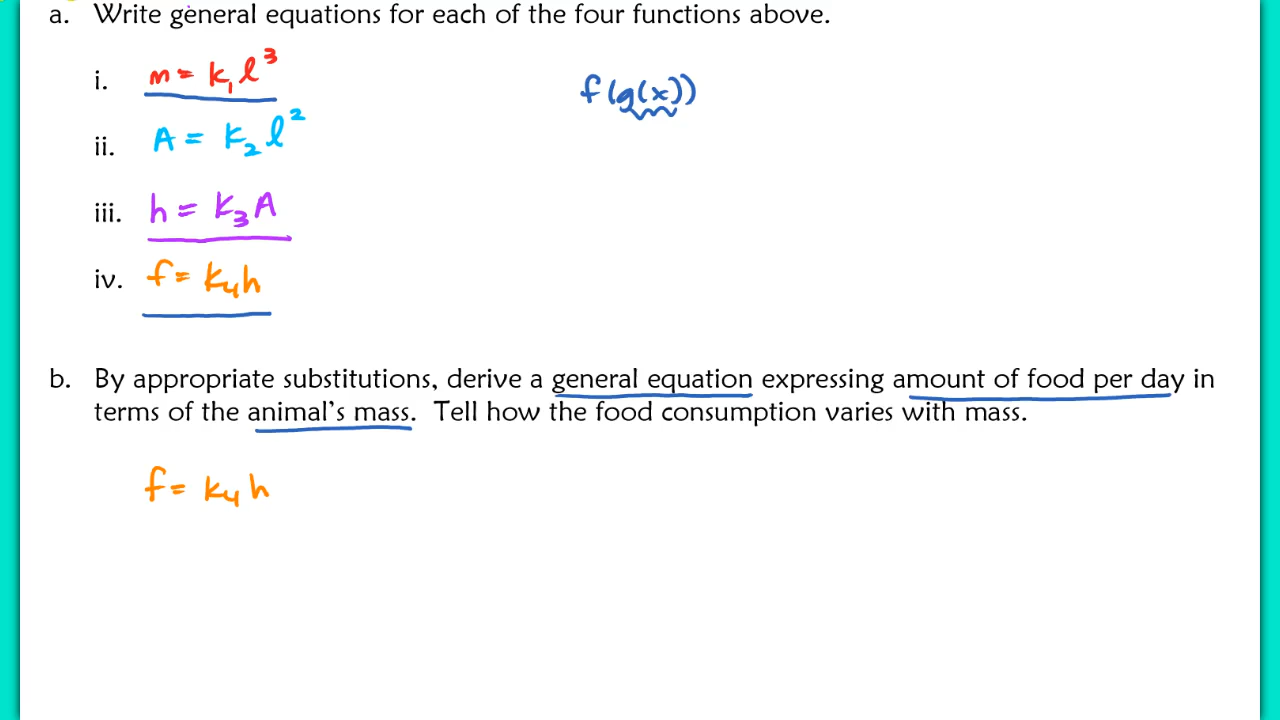 a. Write general equations for each of the four functions above.
i. m = k₁l³
f(g(x))
ii. A = k₂l²
iii. h = k₃A
iv. f = k₄h
b. By appropriate substitutions, derive a general equation expressing amount of food per day in
terms of the animal's mass. Tell how the food consumption varies with mass.
f = k₄h